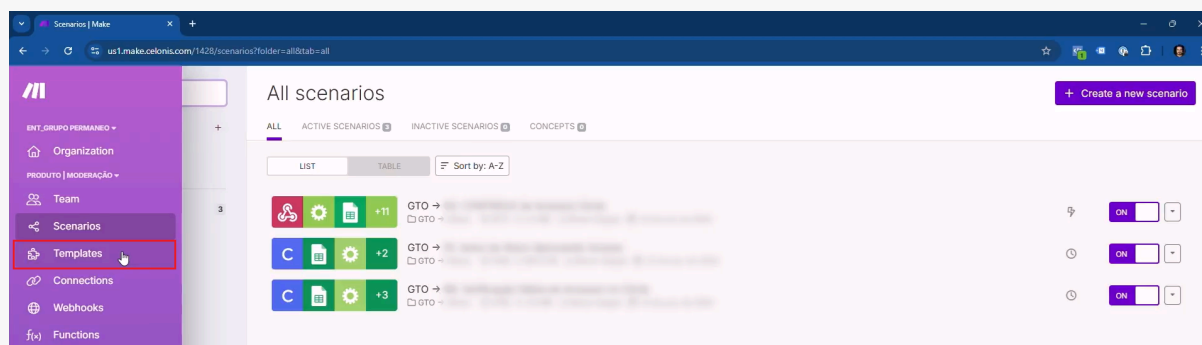 Scenarios | Make
us1.make.celonis.com/1428/scenarios?folder=all&tab=all
1
ENT_GRUPO PERMANEO
Organization
PRODUTO | MODERAÇÃO
Team
Scenarios
Templates
Connections
Webhooks
f(x) Functions
3
All scenarios
+ Create a new scenario
ALL ACTIVE SCENARIOS 3 INACTIVE SCENARIOS 0 CONCEPTS 0
LIST TABLE Sort by: A-Z
+11 GTO →
GTO
ON
C +2 GTO →
GTO
ON
C +3 GTO →
GTO
ON